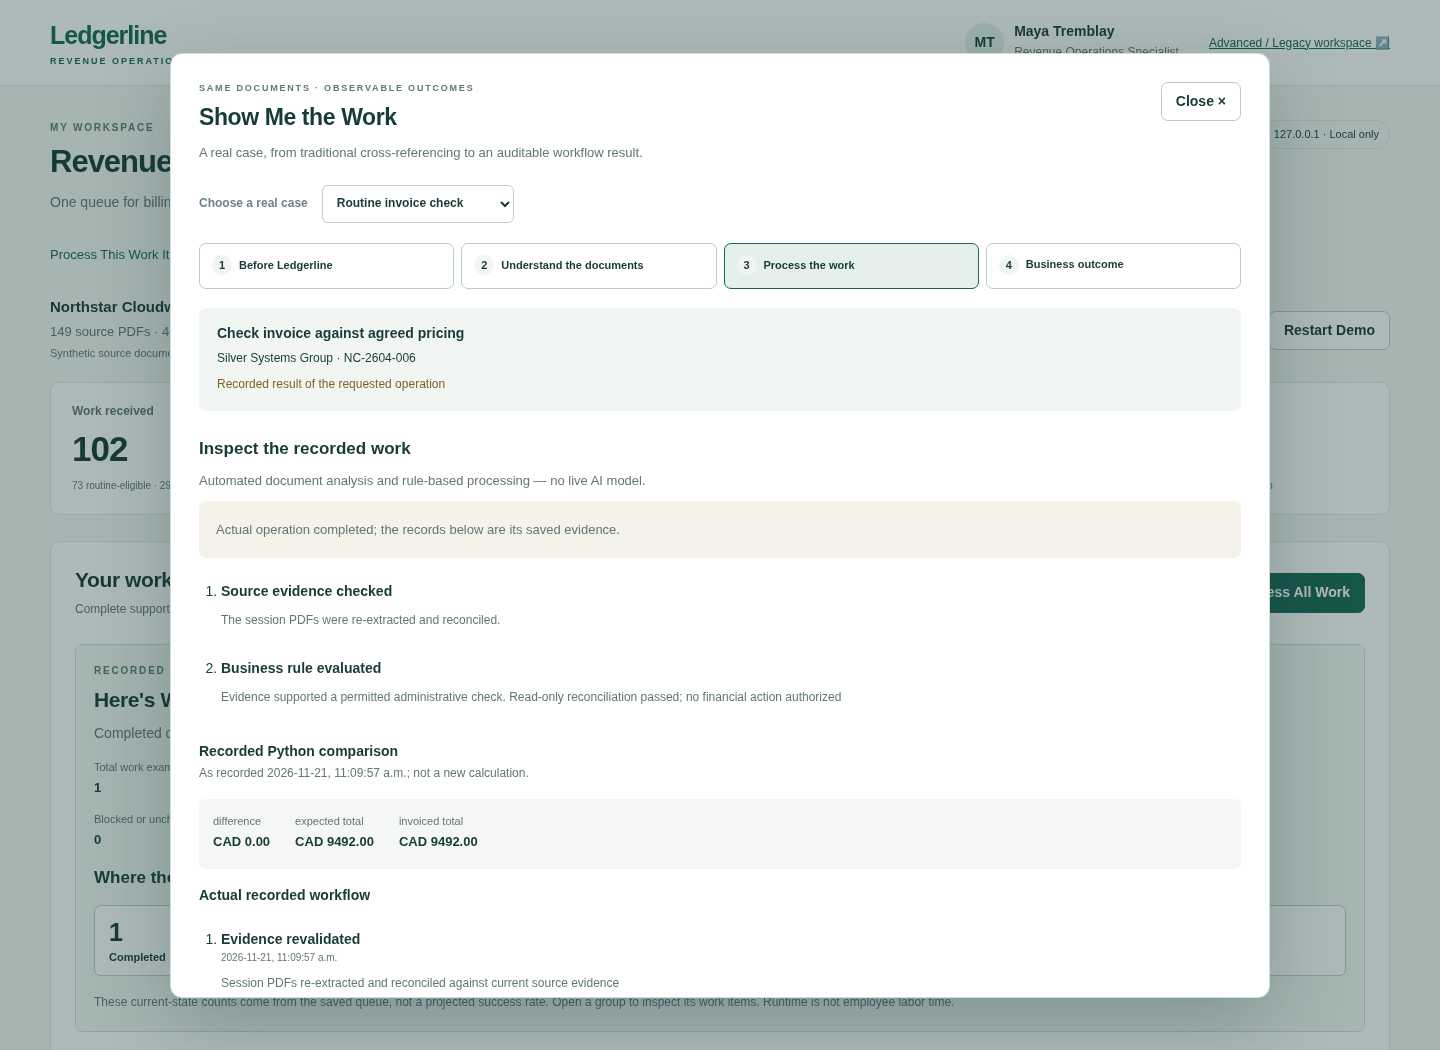 Ledgerline
REVENUE OPERATIO
MT
Maya Tremblay
Revenue Operations Specialist
Advanced / Legacy workspace ↗
MY WORKSPACE
Revenue
One queue for billin
127.0.0.1 · Local only
Process This Work It
Northstar Cloudw
149 source PDFs · 4
Synthetic source docume
Restart Demo
Work received
102
73 routine-eligible · 29
Your work
Complete support
ess All Work
RECORDED
Here's W
Completed
Total work exam
1
Blocked or unch
0
Where the
1
Completed
These current-state counts come from the saved queue, not a projected success rate. Open a group to inspect its work items. Runtime is not employee labor time.
SAME DOCUMENTS · OBSERVABLE OUTCOMES
Show Me the Work
Close ×
A real case, from traditional cross-referencing to an auditable workflow result.
Choose a real case
Routine invoice check
1 Before Ledgerline
2 Understand the documents
3 Process the work
4 Business outcome
Check invoice against agreed pricing
Silver Systems Group · NC-2604-006
Recorded result of the requested operation
Inspect the recorded work
Automated document analysis and rule-based processing — no live AI model.
Actual operation completed; the records below are its saved evidence.
1. Source evidence checked
The session PDFs were re-extracted and reconciled.
2. Business rule evaluated
Evidence supported a permitted administrative check. Read-only reconciliation passed; no financial action authorized
Recorded Python comparison
As recorded 2026-11-21, 11:09:57 a.m.; not a new calculation.
difference expected total invoiced total
CAD 0.00 CAD 9492.00 CAD 9492.00
Actual recorded workflow
1. Evidence revalidated
2026-11-21, 11:09:57 a.m.
Session PDFs re-extracted and reconciled against current source evidence